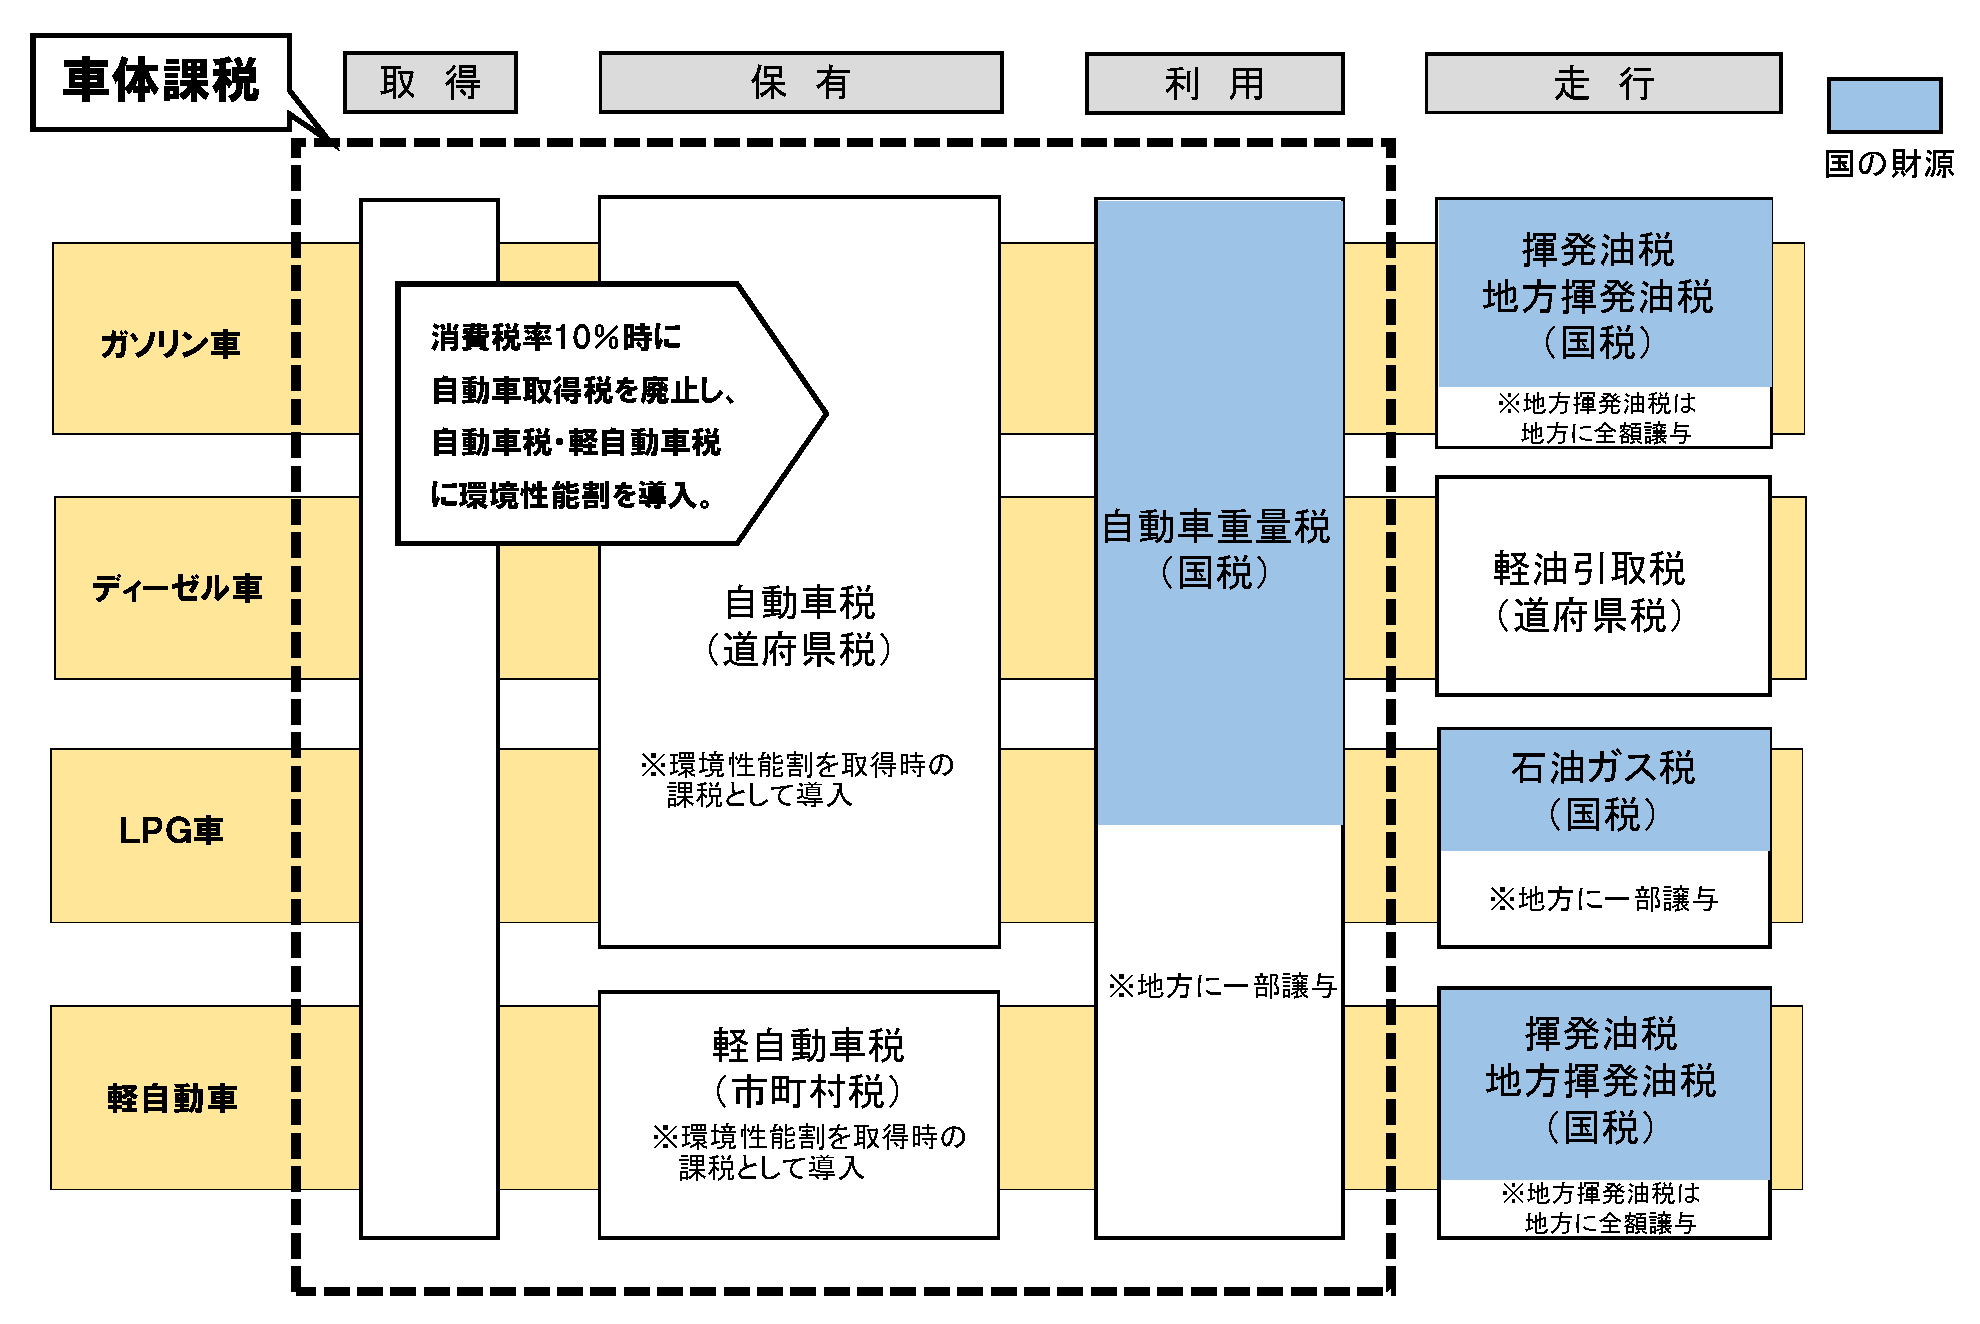 車体課税
取 得
保 有
利 用
走 行
国の財源
ガソリン車
消費税率10%時に
自動車取得税を廃止し、
自動車税・軽自動車税
に環境性能割を導入。
揮発油税
地方揮発油税
（国税）
※地方揮発油税は
地方に全額譲与
ディーゼル車
自動車税
（道府県税）
※環境性能割を取得時の
課税として導入
自動車重量税
（国税）
※地方に一部譲与
軽油引取税
（道府県税）
LPG車
石油ガス税
（国税）
※地方に一部譲与
軽自動車
軽自動車税
（市町村税）
※環境性能割を取得時の
課税として導入
揮発油税
地方揮発油税
（国税）
※地方揮発油税は
地方に全額譲与